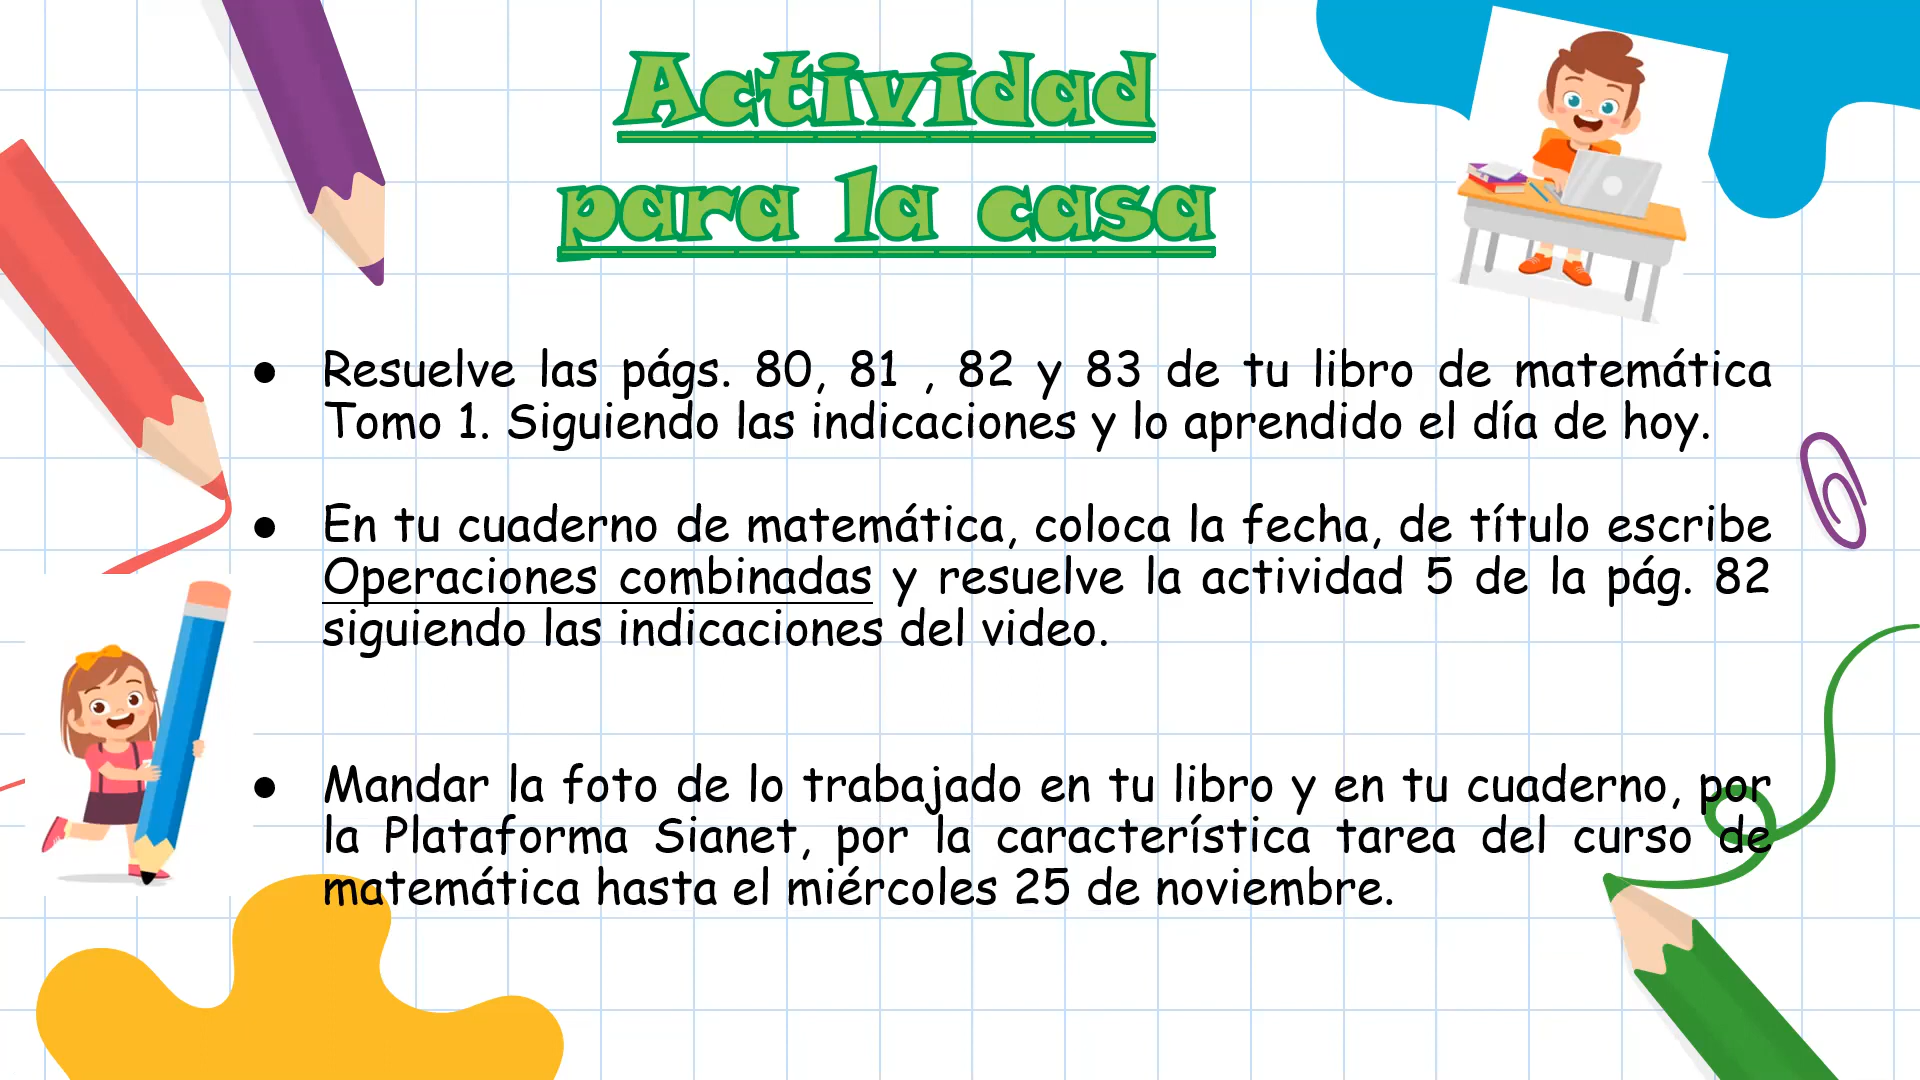 Actividad
para la casa
● Resuelve las págs. 80, 81 , 82 y 83 de tu libro de matemática
Tomo 1. Siguiendo las indicaciones y lo aprendido el día de hoy.
● En tu cuaderno de matemática, coloca la fecha, de título escribe
Operaciones combinadas y resuelve la actividad 5 de la pág. 82
siguiendo las indicaciones del video.
● Mandar la foto de lo trabajado en tu libro y en tu cuaderno, por
la Plataforma Sianet, por la característica tarea del curso de
matemática hasta el miércoles 25 de noviembre.